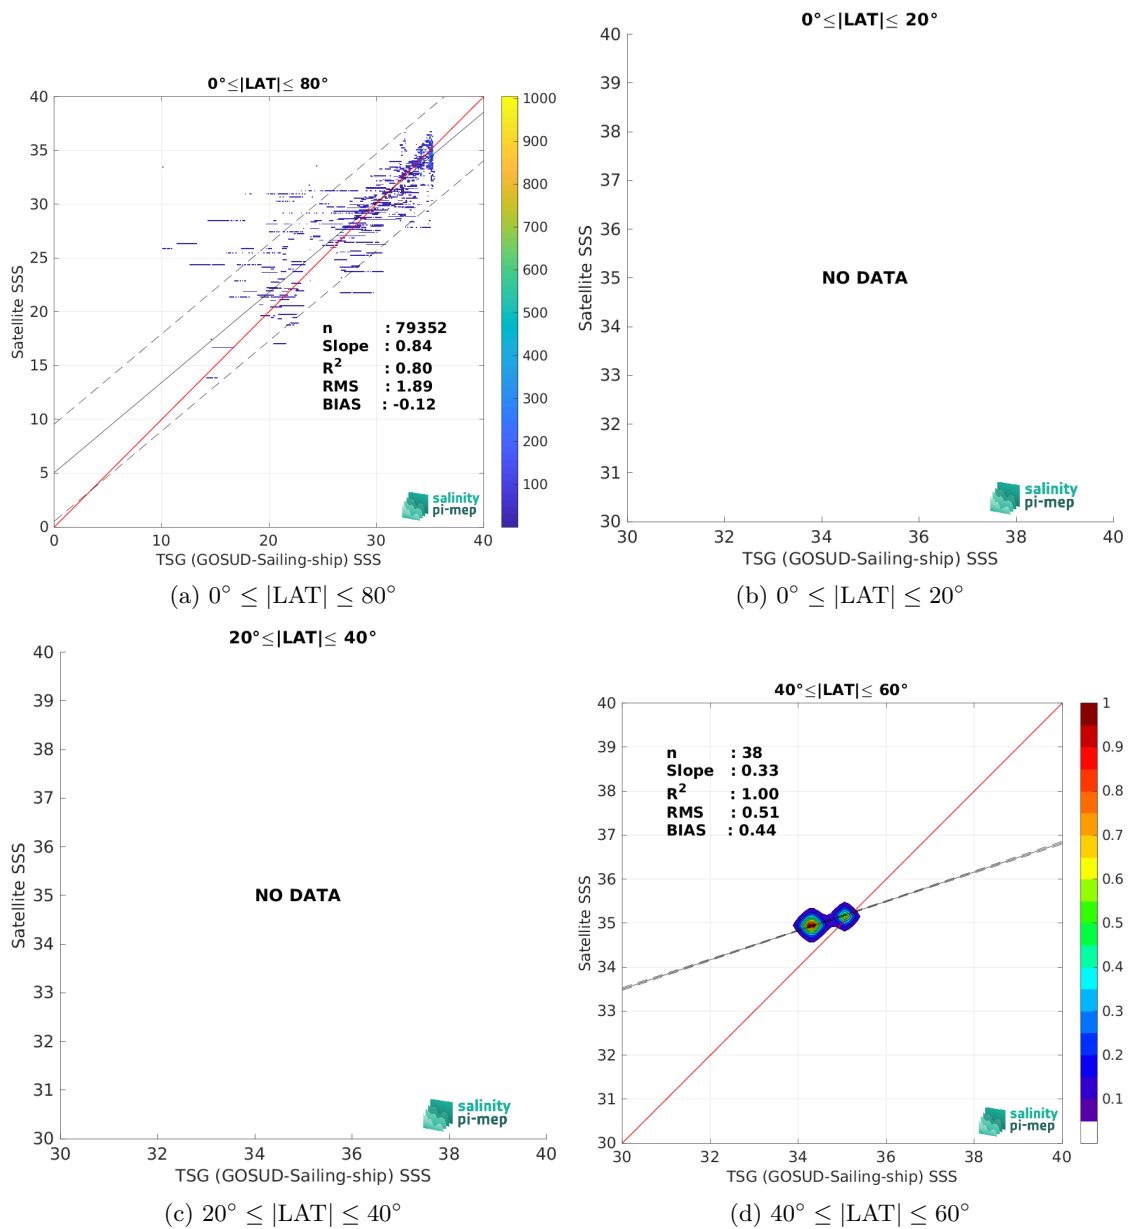 0°≤|LAT|≤ 80°
40
35
30
25
20
15
10
5
0
0
10
20
30
40
Satellite SSS
TSG (GOSUD-Sailing-ship) SSS
n : 79352
Slope : 0.84
R² : 0.80
RMS : 1.89
BIAS : -0.12
1000
900
800
700
600
500
400
300
200
100
salinity
pi-mep
(a) 0° ≤ |LAT| ≤ 80°
0°≤|LAT|≤ 20°
40
39
38
37
36
35
34
33
32
31
30
30
32
34
36
38
40
Satellite SSS
TSG (GOSUD-Sailing-ship) SSS
NO DATA
salinity
pi-mep
(b) 0° ≤ |LAT| ≤ 20°
20°≤|LAT|≤ 40°
40
39
38
37
36
35
34
33
32
31
30
30
32
34
36
38
40
Satellite SSS
TSG (GOSUD-Sailing-ship) SSS
NO DATA
salinity
pi-mep
(c) 20° ≤ |LAT| ≤ 40°
40°≤|LAT|≤ 60°
40
39
38
37
36
35
34
33
32
31
30
30
32
34
36
38
40
Satellite SSS
TSG (GOSUD-Sailing-ship) SSS
n : 38
Slope : 0.33
R² : 1.00
RMS : 0.51
BIAS : 0.44
1
0.9
0.8
0.7
0.6
0.5
0.4
0.3
0.2
0.1
salinity
pi-mep
(d) 40° ≤ |LAT| ≤ 60°